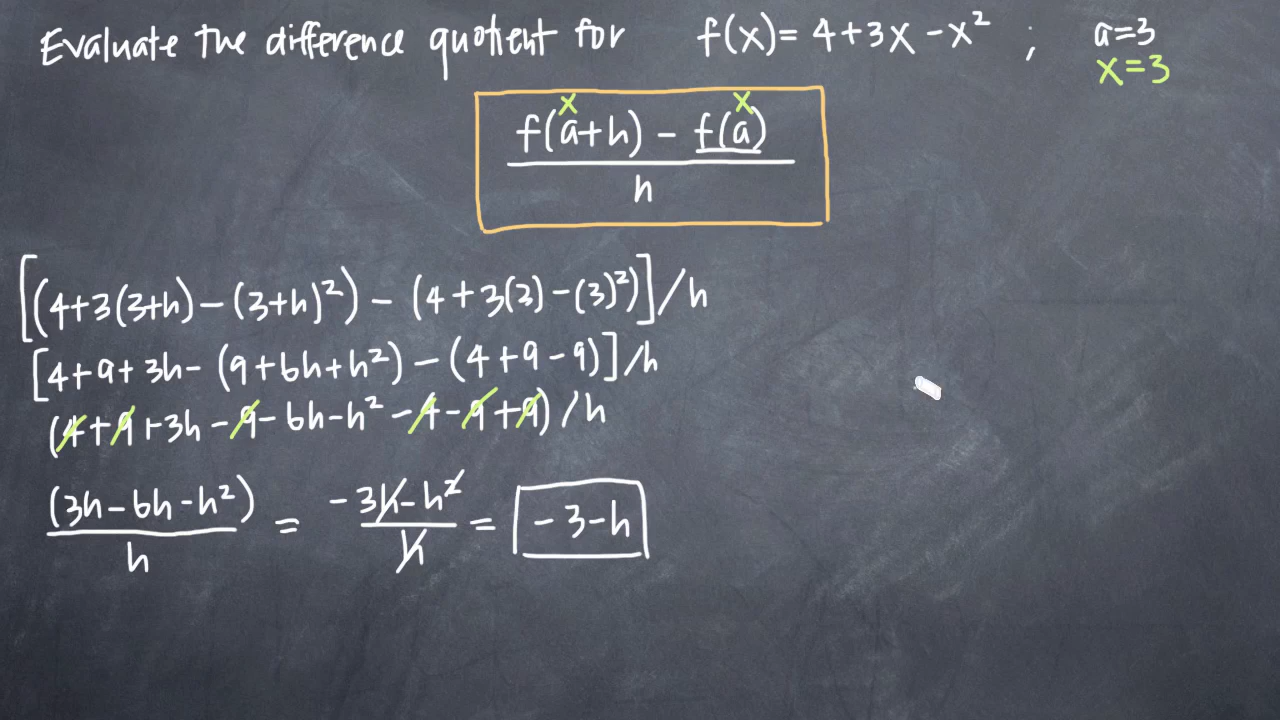 Evaluate the difference quotient for f(x) = 4+3x-x² ; a=3
x=3
x x
f(a+h) - f(a)
h
[(4+3(3+h)-(3+h)²) - (4+3(3)-(3)²)]/h
[4+9+3h-(9+6h+h²)-(4+9-9)]/h
(4+9+3h-9-6h-h²-4-9+9)/h
(3h-6h-h²) = -3h-h² = -3-h
h h